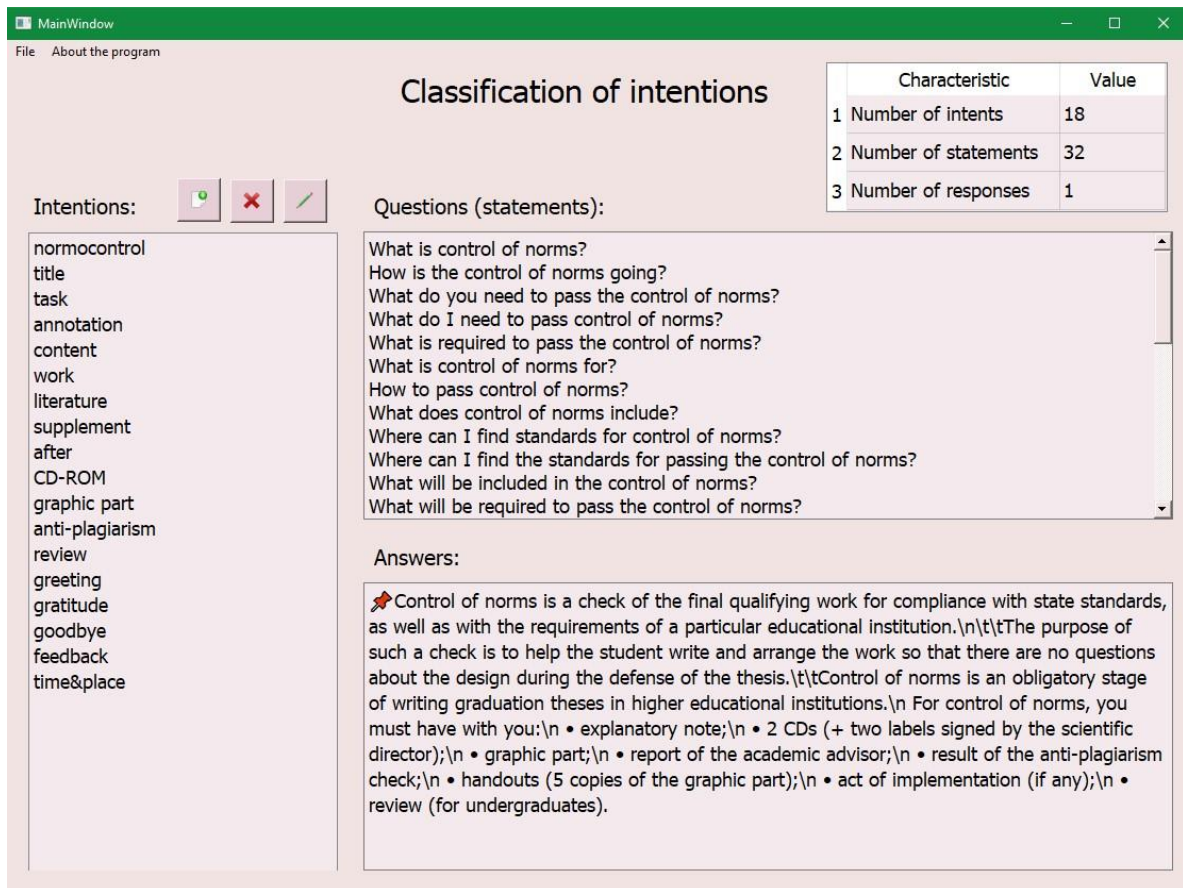 MainWindow
File About the program
Classification of intentions
Characteristic Value
1 Number of intents 18
2 Number of statements 32
3 Number of responses 1
Intentions:
normocontrol
title
task
annotation
content
work
literature
supplement
after
CD-ROM
graphic part
anti-plagiarism
review
greeting
gratitude
goodbye
feedback
time&place
Questions (statements):
What is control of norms?
How is the control of norms going?
What do you need to pass the control of norms?
What do I need to pass control of norms?
What is required to pass the control of norms?
What is control of norms for?
How to pass control of norms?
What does control of norms include?
Where can I find standards for control of norms?
Where can I find the standards for passing the control of norms?
What will be included in the control of norms?
What will be required to pass the control of norms?
Answers:
📌Control of norms is a check of the final qualifying work for compliance with state standards,
as well as with the requirements of a particular educational institution.\n\t\tThe purpose of
such a check is to help the student write and arrange the work so that there are no questions
about the design during the defense of the thesis.\t\tControl of norms is an obligatory stage
of writing graduation theses in higher educational institutions.\n For control of norms, you
must have with you:\n • explanatory note;\n • 2 CDs (+ two labels signed by the scientific
director);\n • graphic part;\n • report of the academic advisor;\n • result of the anti-plagiarism
check;\n • handouts (5 copies of the graphic part);\n • act of implementation (if any);\n •
review (for undergraduates).